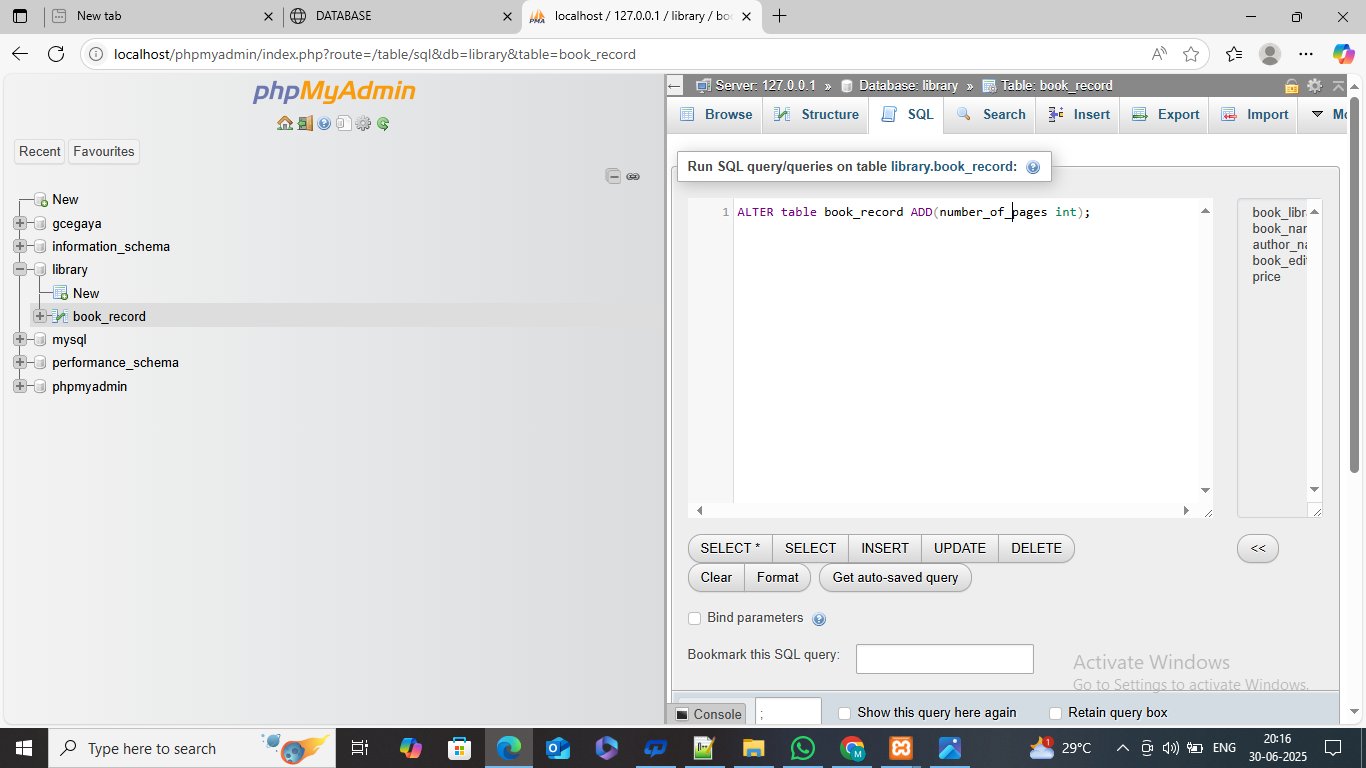 New tab
DATABASE
localhost / 127.0.0.1 / library / bo
localhost/phpmyadmin/index.php?route=/table/sql&db=library&table=book_record
phpMyAdmin
Recent Favourites
New
gcegaya
information_schema
library
New
book_record
mysql
performance_schema
phpmyadmin
Server: 127.0.0.1 » Database: library » Table: book_record
Browse Structure SQL Search Insert Export Import Mo
Run SQL query/queries on table library.book_record:
1 ALTER table book_record ADD(number_of_pages int);
book_libr
book_nar
author_na
book_edit
price
SELECT * SELECT INSERT UPDATE DELETE <<
Clear Format Get auto-saved query
Bind parameters
Bookmark this SQL query:
Activate Windows
Go to Settings to activate Windows.
Console ; Show this query here again Retain query box
Type here to search
1 29°C ENG
20:16
30-06-2025